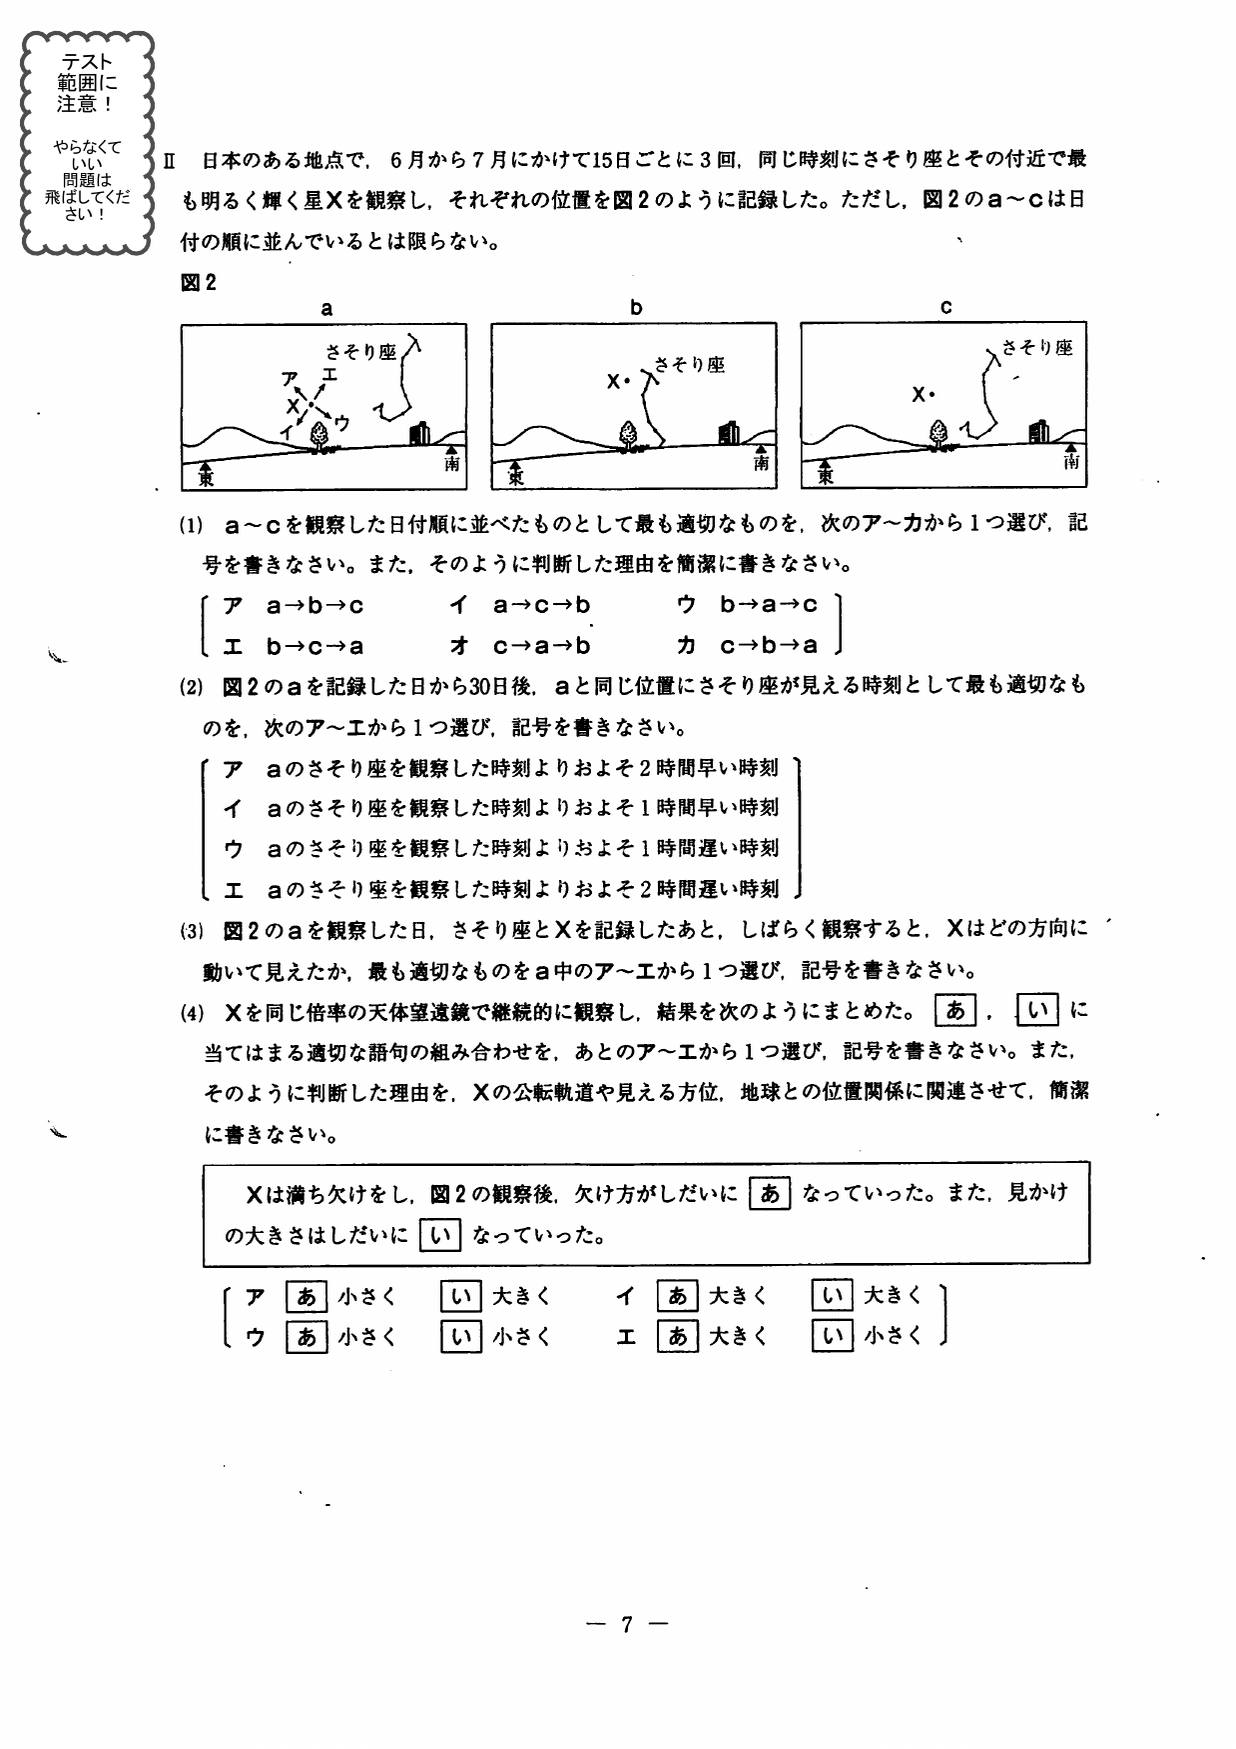 テスト
範囲に
注意！
やらなくて
いい
問題は
飛ばしてくだ
さい！
Ⅱ 日本のある地点で，6月から7月にかけて15日ごとに3回，同じ時刻にさそり座とその付近で最
も明るく輝く星Xを観察し，それぞれの位置を図2のように記録した。ただし，図2のa～cは日
付の順に並んでいるとは限らない。
図2
a b c
さそり座 ア エ X イ ウ 東 南
さそり座 X 東 南
さそり座 X 東 南
(1) a～cを観察した日付順に並べたものとして最も適切なものを，次のア～カから1つ選び，記
号を書きなさい。また，そのように判断した理由を簡潔に書きなさい。
ア a→b→c イ a→c→b ウ b→a→c
エ b→c→a オ c→a→b カ c→b→a
(2) 図2のaを記録した日から30日後，aと同じ位置にさそり座が見える時刻として最も適切なも
のを，次のア～エから1つ選び，記号を書きなさい。
ア aのさそり座を観察した時刻よりおよそ2時間早い時刻
イ aのさそり座を観察した時刻よりおよそ1時間早い時刻
ウ aのさそり座を観察した時刻よりおよそ1時間遅い時刻
エ aのさそり座を観察した時刻よりおよそ2時間遅い時刻
(3) 図2のaを観察した日，さそり座とXを記録したあと，しばらく観察すると，Xはどの方向に
動いて見えたか，最も適切なものをa中のア～エから1つ選び，記号を書きなさい。
(4) Xを同じ倍率の天体望遠鏡で継続的に観察し，結果を次のようにまとめた。 あ ， い に
当てはまる適切な語句の組み合わせを，あとのア～エから1つ選び，記号を書きなさい。また，
そのように判断した理由を，Xの公転軌道や見える方位，地球との位置関係に関連させて，簡潔
に書きなさい。
Xは満ち欠けをし，図2の観察後，欠け方がしだいに あ なっていった。また，見かけ
の大きさはしだいに い なっていった。
ア あ 小さく い 大きく イ あ 大きく い 大きく
ウ あ 小さく い 小さく エ あ 大きく い 小さく
― 7 ―